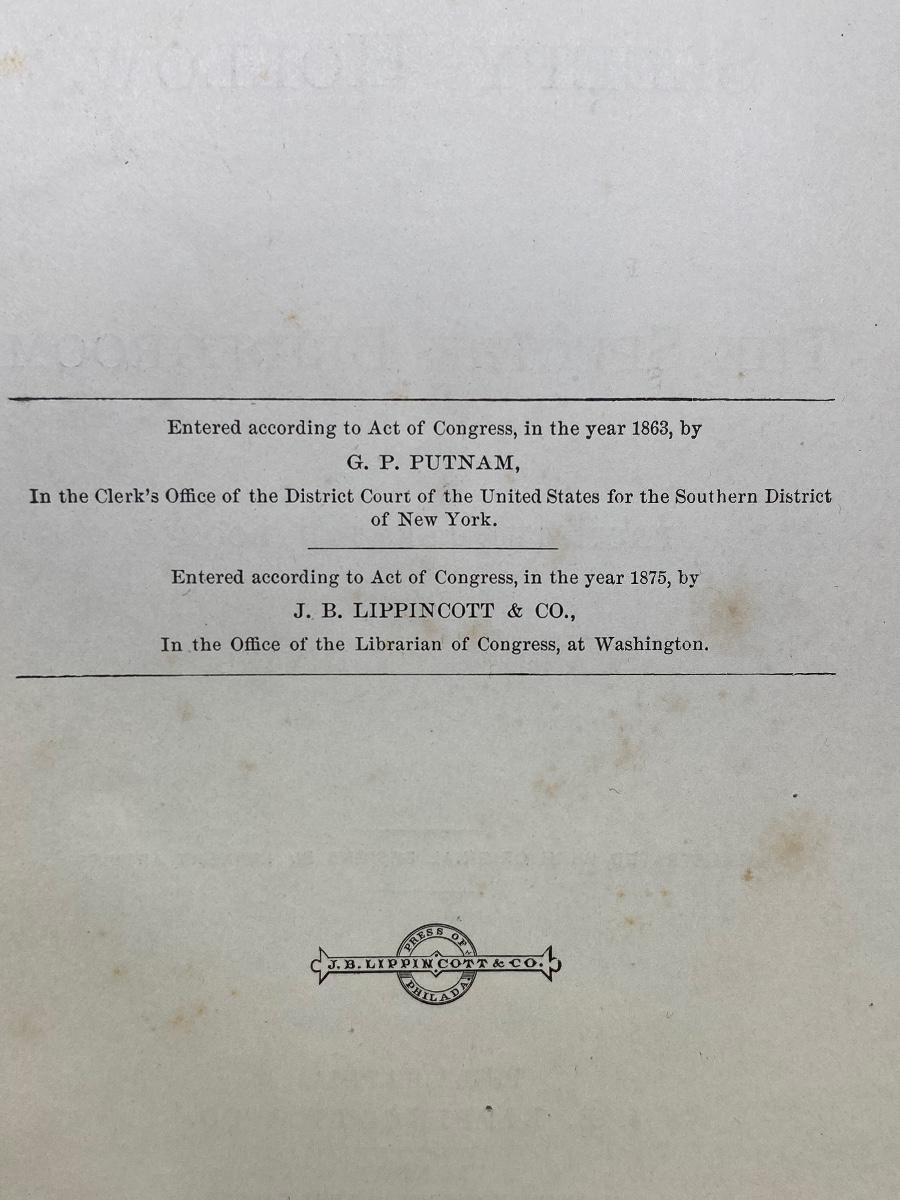 Entered according to Act of Congress, in the year 1863, by
G. P. PUTNAM,
In the Clerk's Office of the District Court of the United States for the Southern District
of New York.
Entered according to Act of Congress, in the year 1875, by
J. B. LIPPINCOTT & CO.,
In the Office of the Librarian of Congress, at Washington.
PRESS OF
J. B. LIPPINCOTT & CO.
PHILADA.